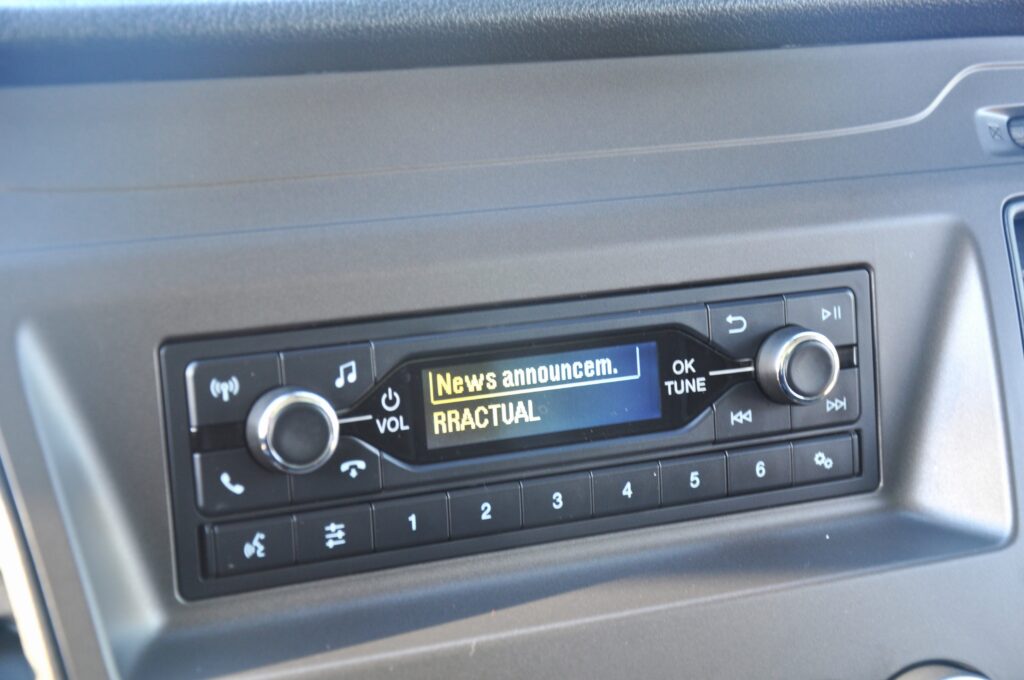 News announcem.
RRACTUAL
VOL
OK
TUNE
1 2 3 4 5 6